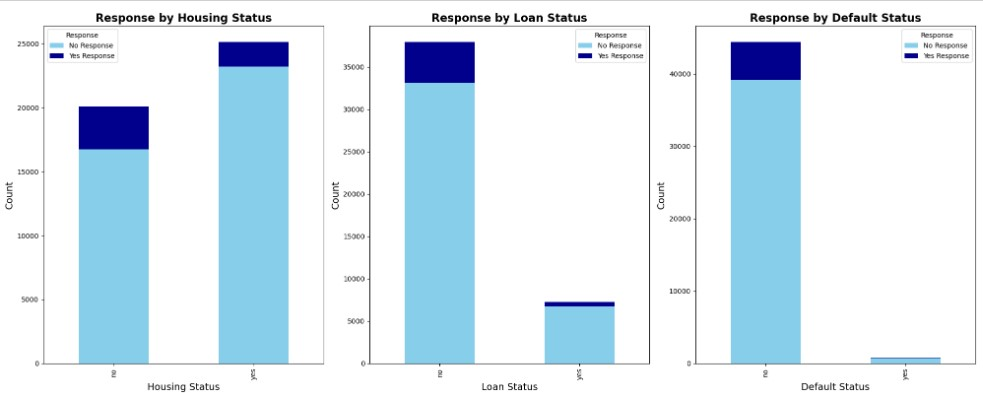 Response by Housing Status
Response
No Response
Yes Response
25000
20000
15000
10000
5000
0
Count
no
yes
Housing Status
Response by Loan Status
Response
No Response
Yes Response
35000
30000
25000
20000
15000
10000
5000
0
Count
no
yes
Loan Status
Response by Default Status
Response
No Response
Yes Response
40000
30000
20000
10000
0
Count
no
yes
Default Status